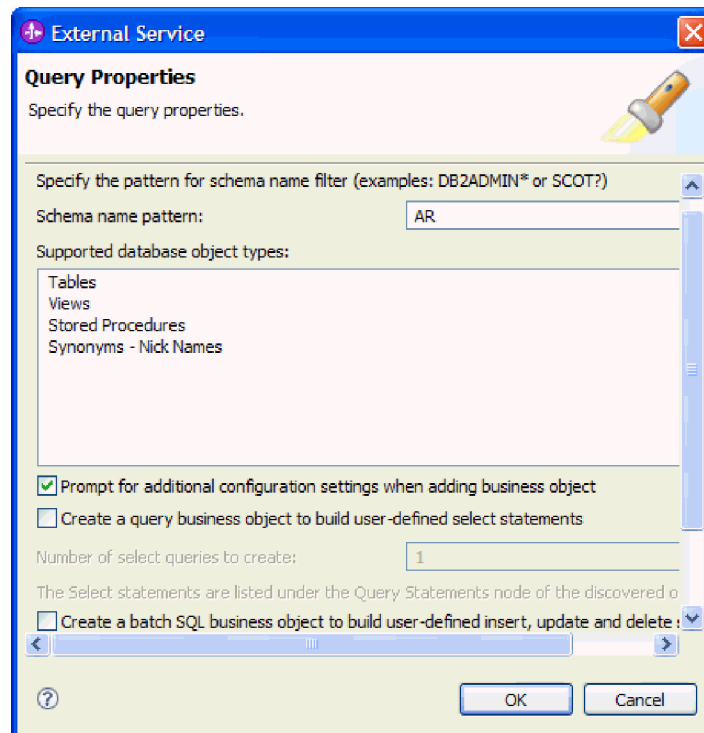 External Service
Query Properties
Specify the query properties.
Specify the pattern for schema name filter (examples: DB2ADMIN* or SCOT?)
Schema name pattern: AR
Supported database object types:
Tables
Views
Stored Procedures
Synonyms - Nick Names
Prompt for additional configuration settings when adding business object
Create a query business object to build user-defined select statements
Number of select queries to create: 1
The Select statements are listed under the Query Statements node of the discovered o
Create a batch SQL business object to build user-defined insert, update and delete
?
OK Cancel